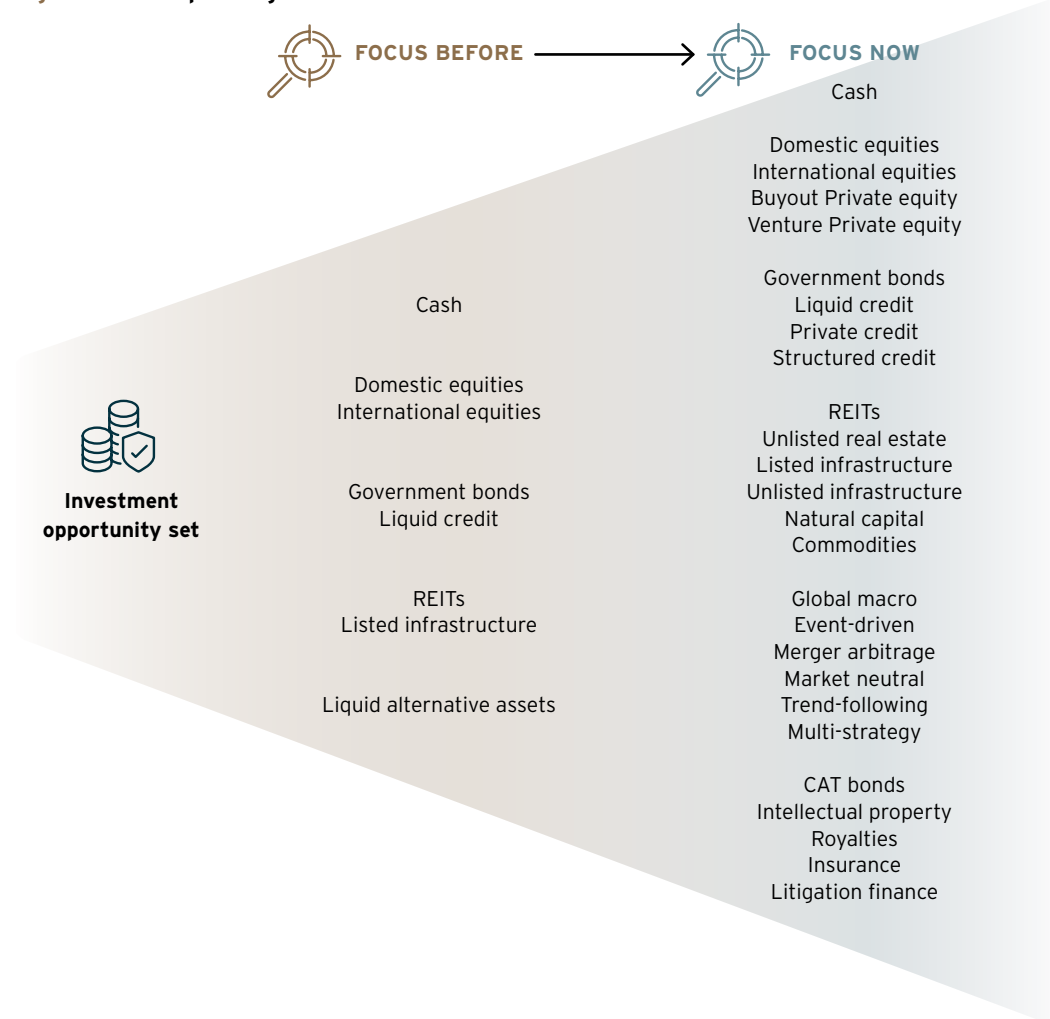 FOCUS BEFORE
FOCUS NOW
Investment
opportunity set
Cash
Domestic equities
International equities
Government bonds
Liquid credit
REITs
Listed infrastructure
Liquid alternative assets
Cash
Domestic equities
International equities
Buyout Private equity
Venture Private equity
Government bonds
Liquid credit
Private credit
Structured credit
REITs
Unlisted real estate
Listed infrastructure
Unlisted infrastructure
Natural capital
Commodities
Global macro
Event-driven
Merger arbitrage
Market neutral
Trend-following
Multi-strategy
CAT bonds
Intellectual property
Royalties
Insurance
Litigation finance